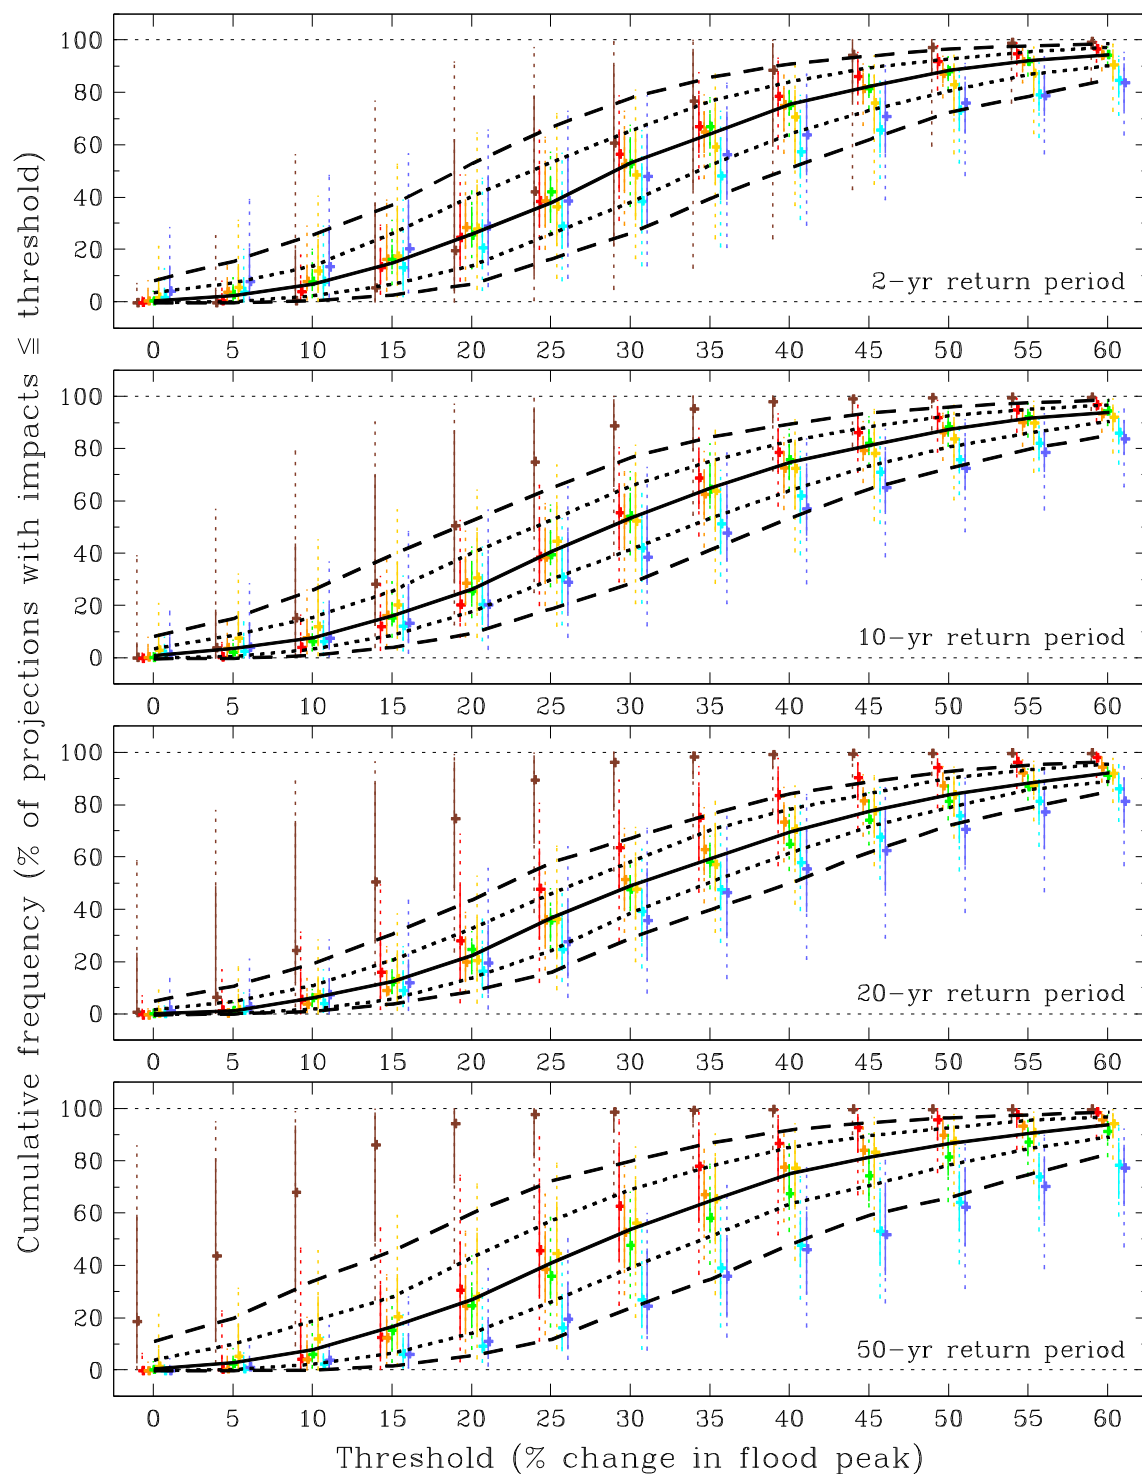 Cumulative frequency (% of projections with impacts ≦ threshold)
100
80
60
40
20
0
2-yr return period
0 5 10 15 20 25 30 35 40 45 50 55 60
100
80
60
40
20
0
10-yr return period
0 5 10 15 20 25 30 35 40 45 50 55 60
100
80
60
40
20
0
20-yr return period
0 5 10 15 20 25 30 35 40 45 50 55 60
100
80
60
40
20
0
50-yr return period
0 5 10 15 20 25 30 35 40 45 50 55 60
Threshold (% change in flood peak)